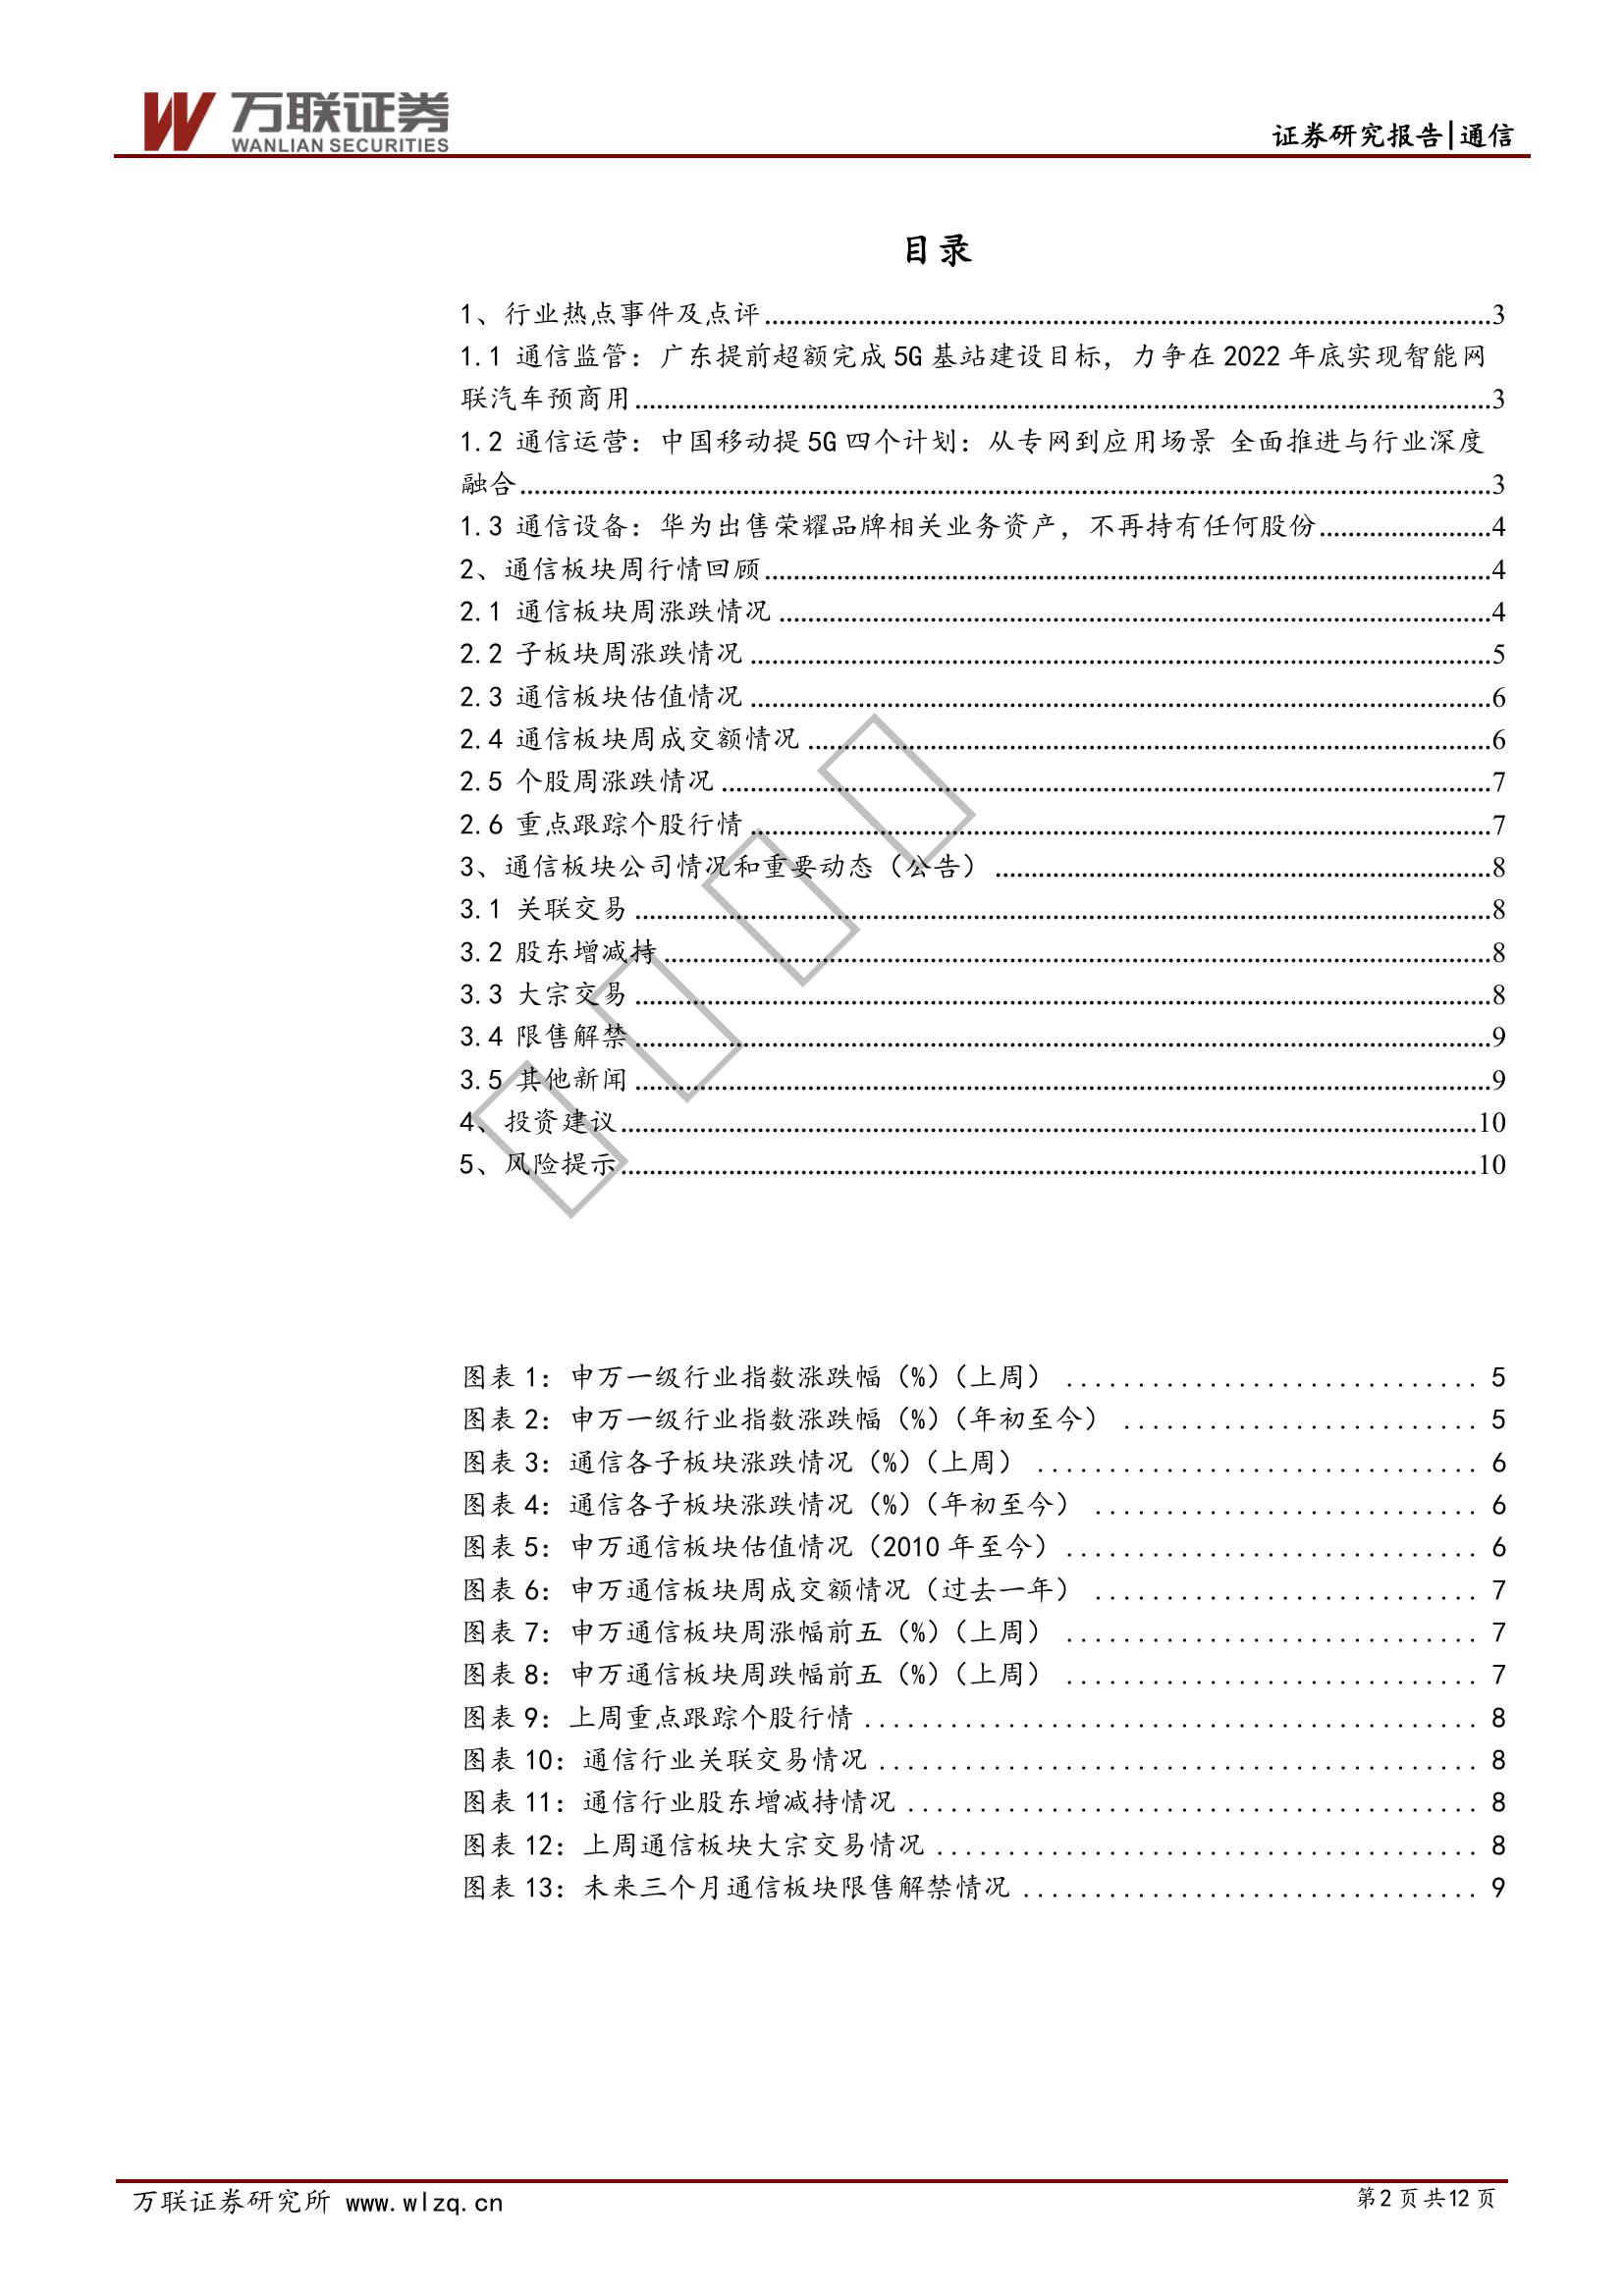 万联证券
WANLIAN SECURITIES
证券研究报告|通信
目录
1、行业热点事件及点评...........................3
1.1 通信监管：广东提前超额完成 5G 基站建设目标，力争在 2022 年底实现智能网
联汽车预商用...........................3
1.2 通信运营：中国移动提 5G 四个计划：从专网到应用场景 全面推进与行业深度
融合...........................3
1.3 通信设备：华为出售荣耀品牌相关业务资产，不再持有任何股份...........................4
2、通信板块周行情回顾...........................4
2.1 通信板块周涨跌情况...........................4
2.2 子板块周涨跌情况...........................5
2.3 通信板块估值情况...........................6
2.4 通信板块周成交额情况...........................6
2.5 个股周涨跌情况...........................7
2.6 重点跟踪个股行情...........................7
3、通信板块公司情况和重要动态（公告）...........................8
3.1 关联交易...........................8
3.2 股东增减持...........................8
3.3 大宗交易...........................8
3.4 限售解禁...........................9
3.5 其他新闻...........................9
4、投资建议...........................10
5、风险提示...........................10
图表 1：申万一级行业指数涨跌幅（%）（上周）........................... 5
图表 2：申万一级行业指数涨跌幅（%）（年初至今）........................... 5
图表 3：通信各子板块涨跌情况（%）（上周）........................... 6
图表 4：通信各子板块涨跌情况（%）（年初至今）........................... 6
图表 5：申万通信板块估值情况（2010 年至今）........................... 6
图表 6：申万通信板块周成交额情况（过去一年）........................... 7
图表 7：申万通信板块周涨幅前五（%）（上周）........................... 7
图表 8：申万通信板块周跌幅前五（%）（上周）........................... 7
图表 9：上周重点跟踪个股行情........................... 8
图表 10：通信行业关联交易情况........................... 8
图表 11：通信行业股东增减持情况........................... 8
图表 12：上周通信板块大宗交易情况........................... 8
图表 13：未来三个月通信板块限售解禁情况........................... 9
万联证券研究所 www.wlzq.cn
第 2 页 共 12 页